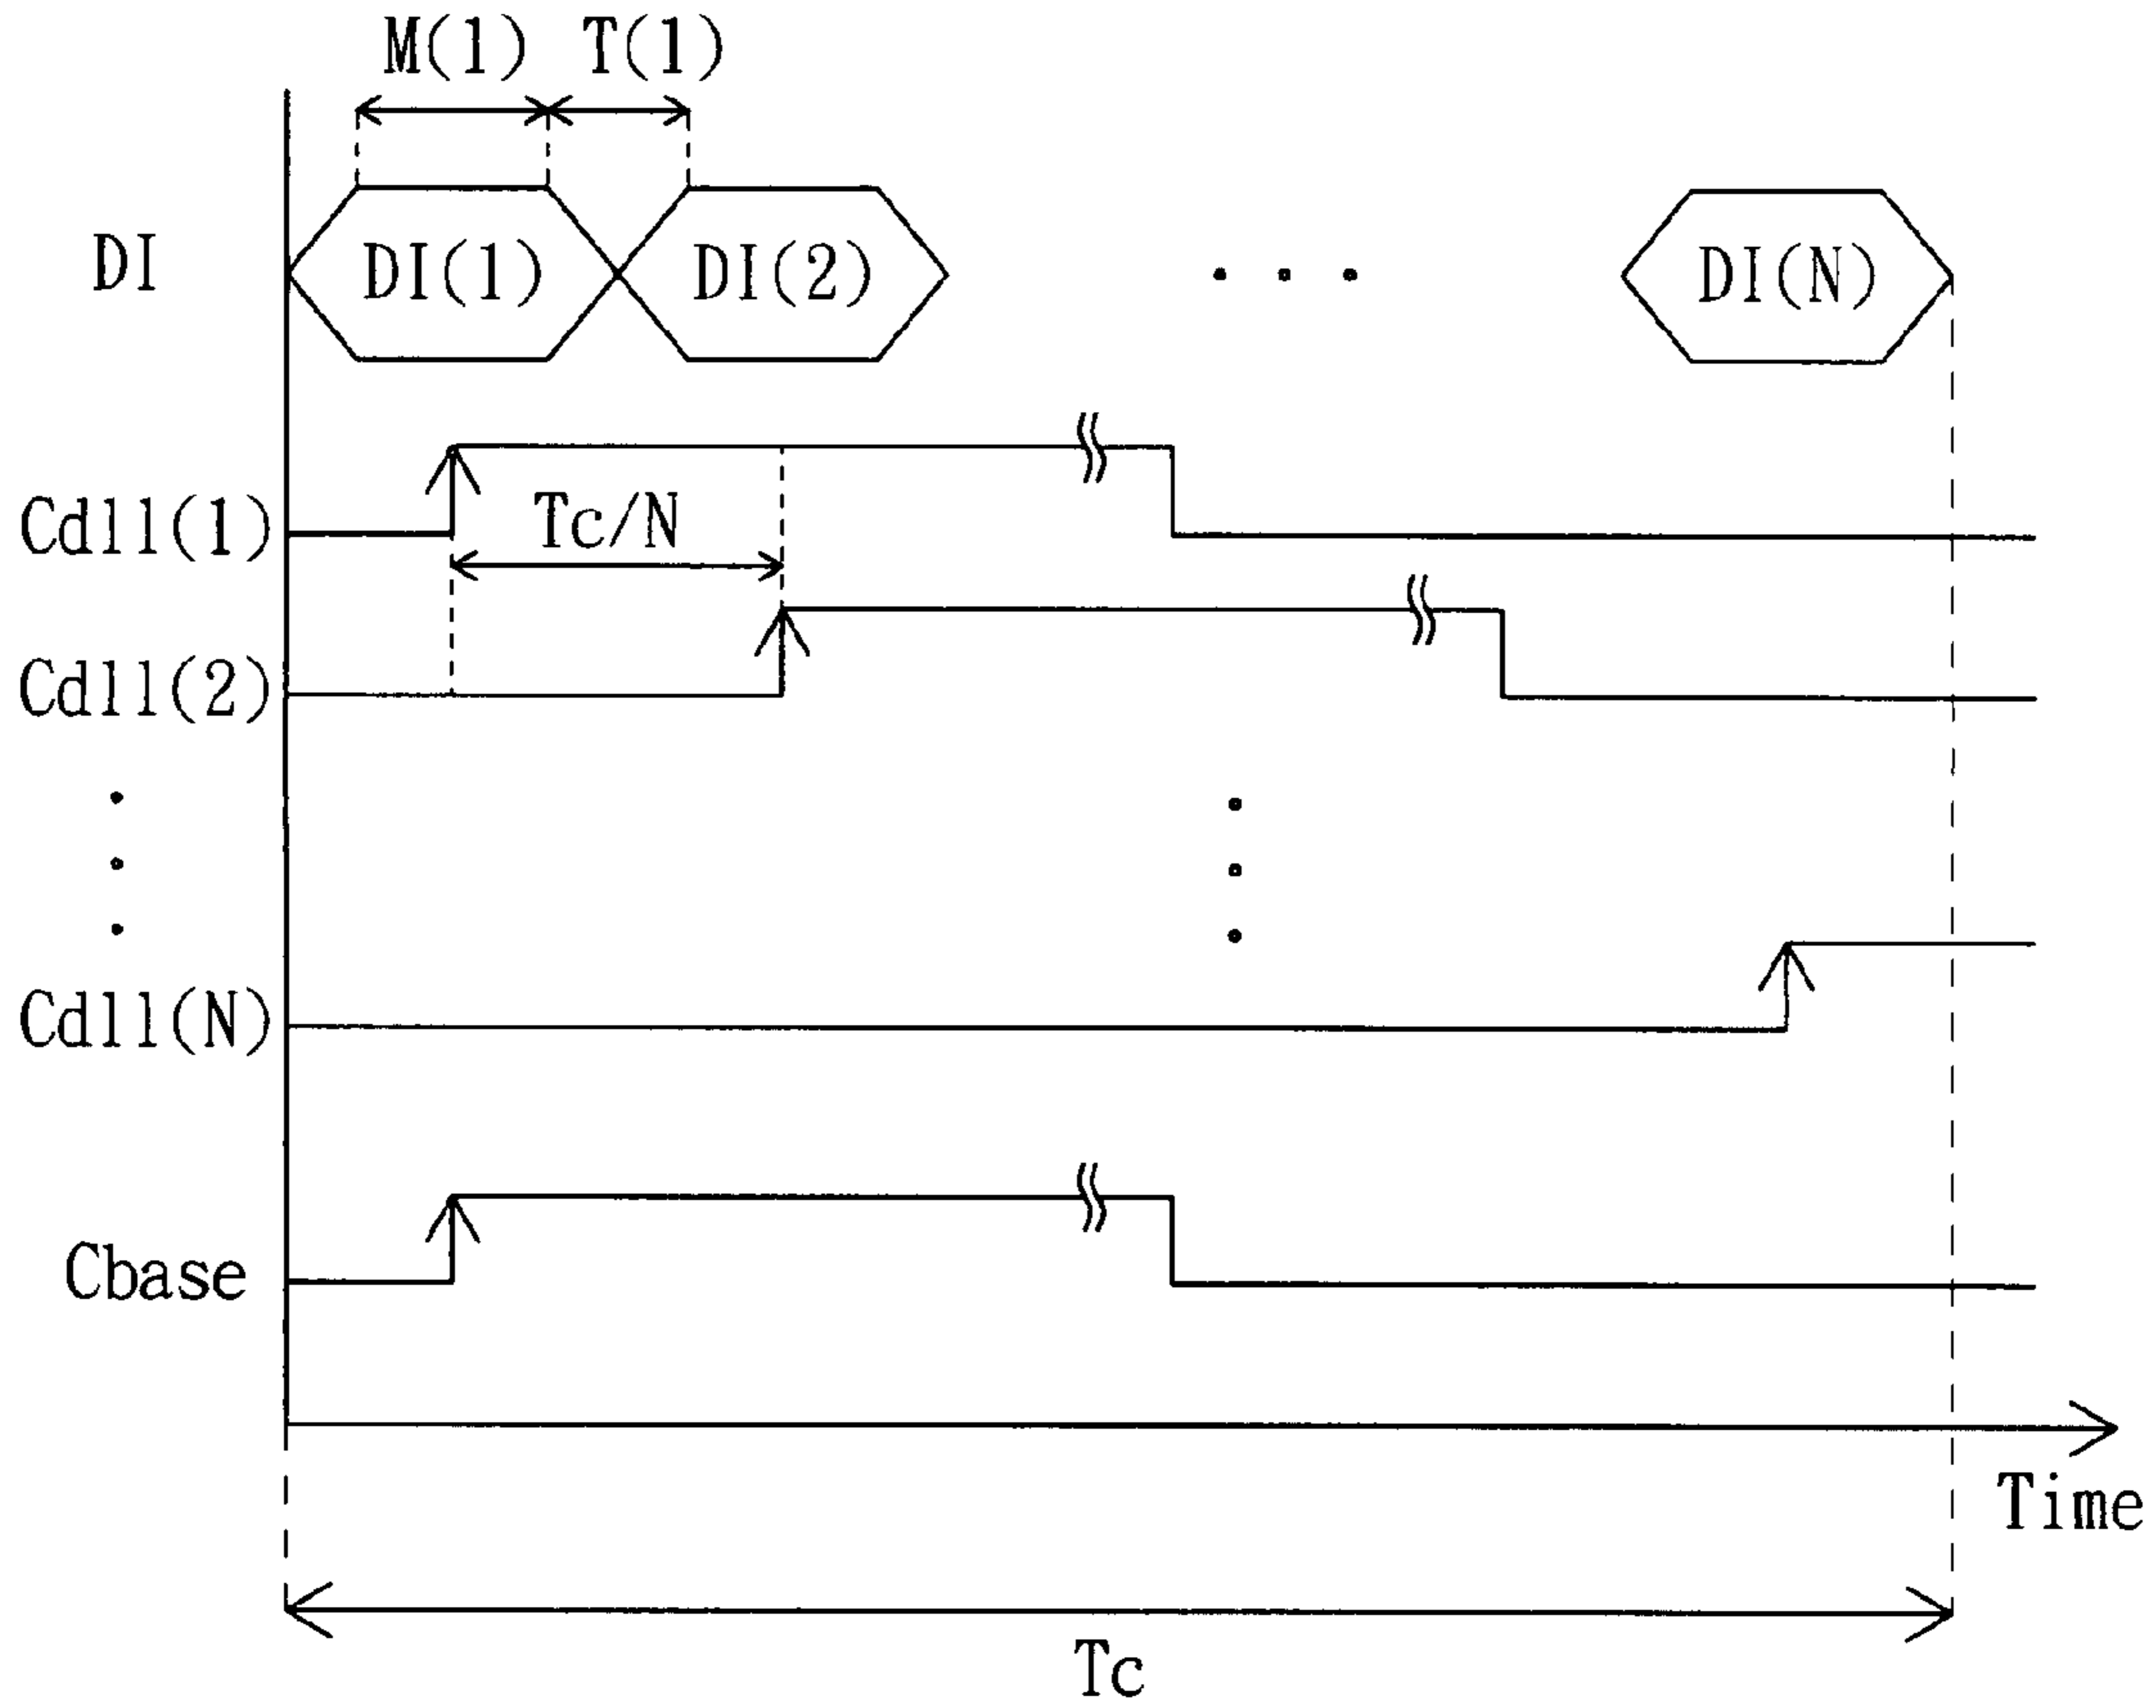 M(1) T(1)
DI DI(1) DI(2) . . . DI(N)
Cdll(1) Tc/N
Cdll(2)
Cdll(N)
Cbase
Time
Tc